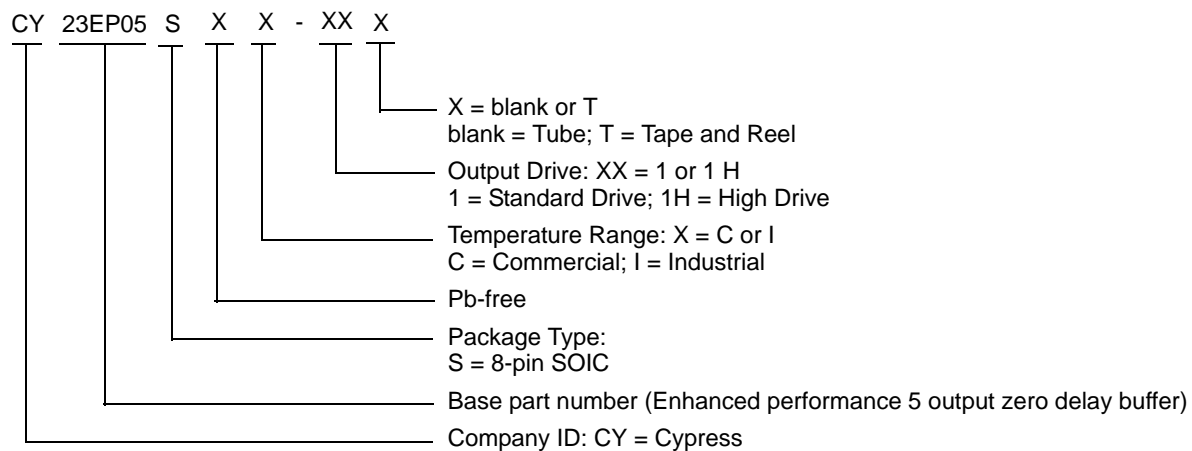 CY 23EP05 S X X - XX X
X = blank or T
blank = Tube; T = Tape and Reel
Output Drive: XX = 1 or 1 H
1 = Standard Drive; 1H = High Drive
Temperature Range: X = C or I
C = Commercial; I = Industrial
Pb-free
Package Type:
S = 8-pin SOIC
Base part number (Enhanced performance 5 output zero delay buffer)
Company ID: CY = Cypress